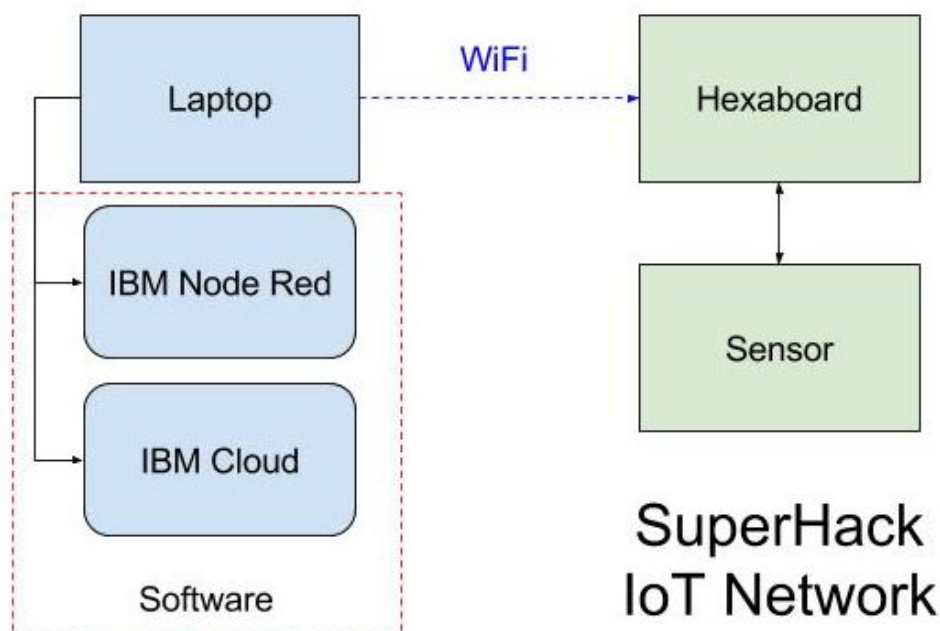 Laptop
WiFi
Hexaboard
IBM Node Red
Sensor
IBM Cloud
Software
SuperHack
IoT Network